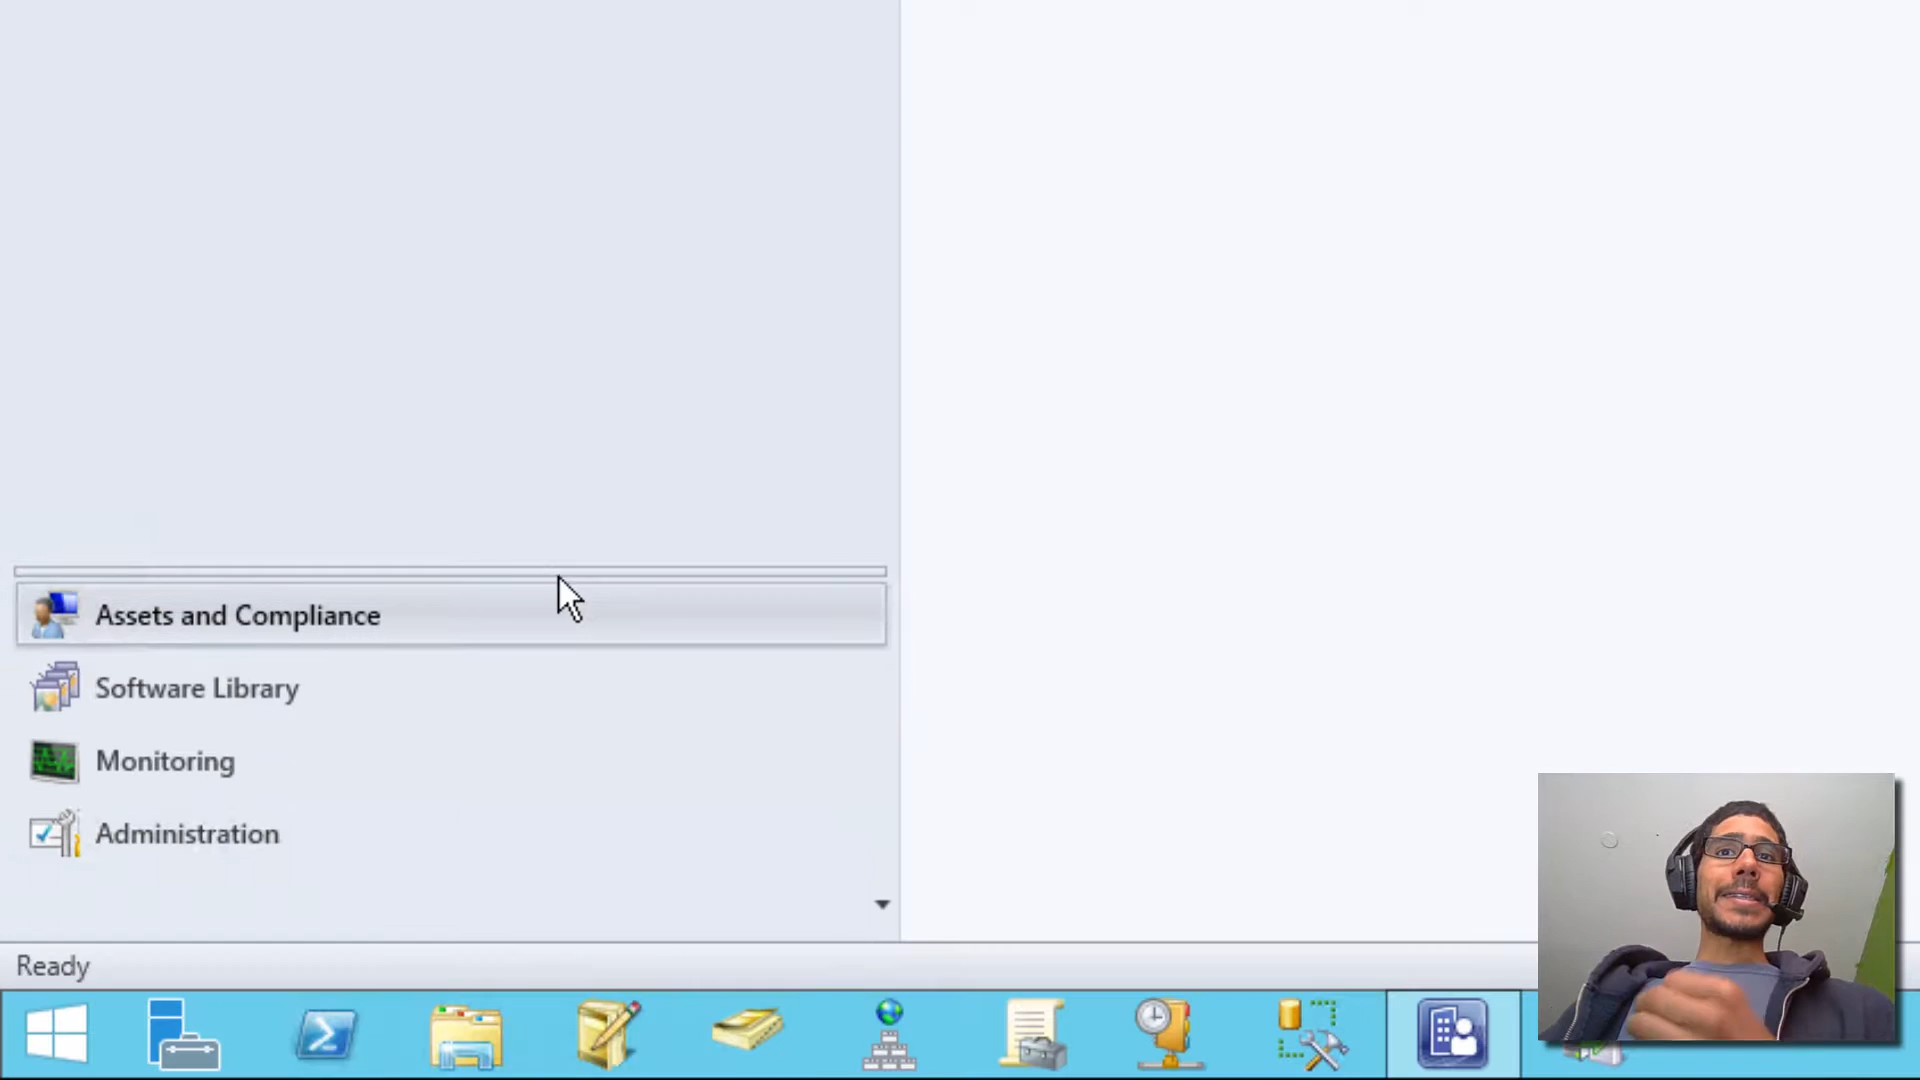 Assets and Compliance
Software Library
Monitoring
Administration
Ready